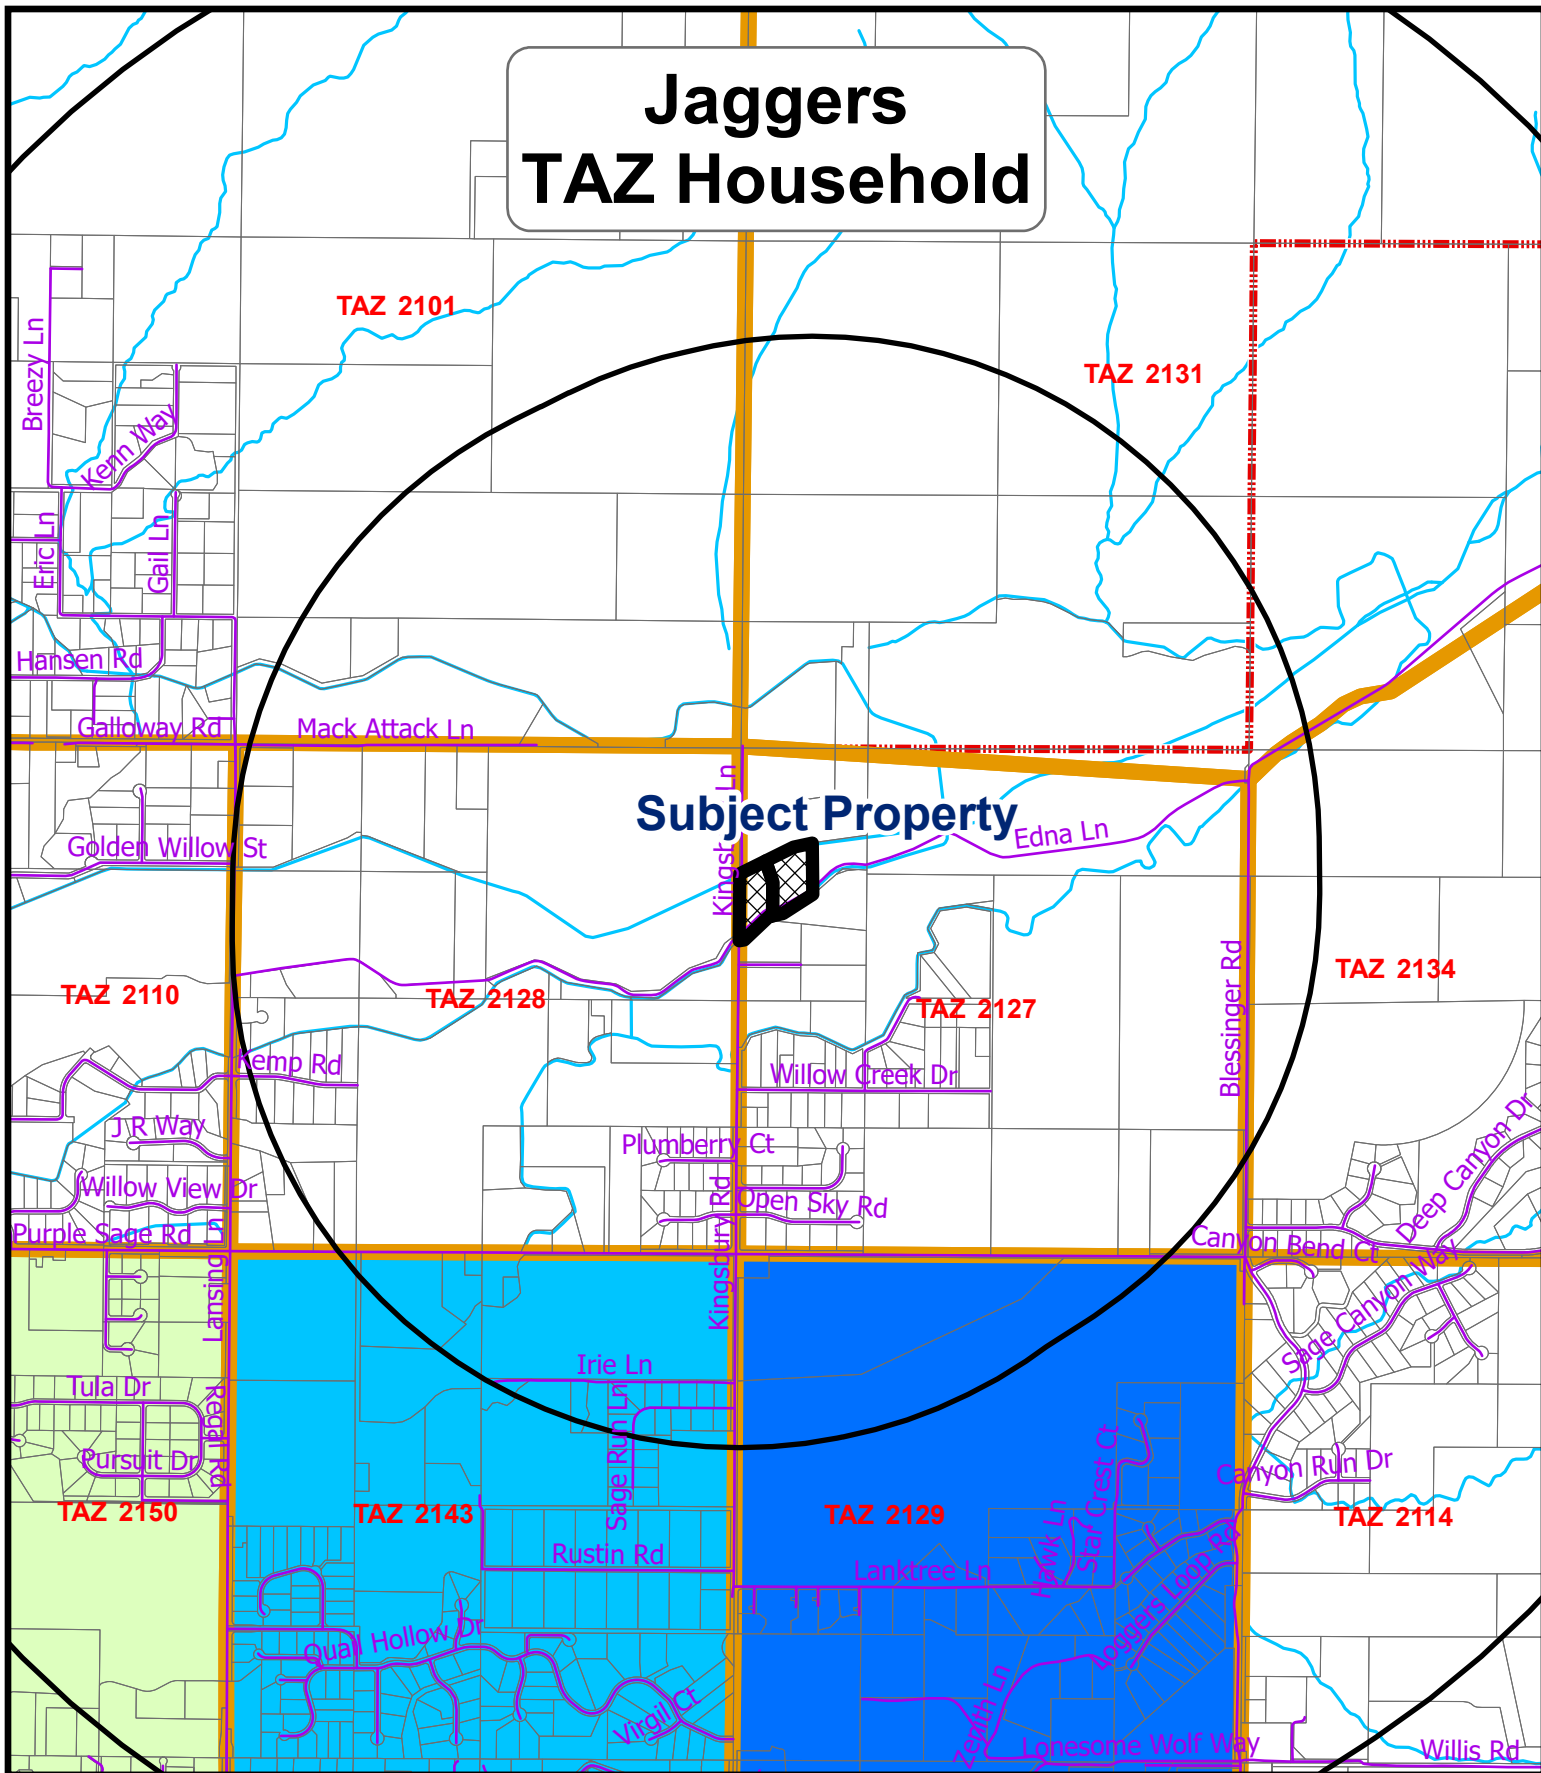 Jaggers
TAZ Household
TAZ 2101
TAZ 2131
Breezy Ln
Kenn Way
Eric Ln
Gail Ln
Hansen Rd
Galloway Rd
Mack Attack Ln
Subject Property
Ln
Edna Ln
Golden Willow St
TAZ 2110
TAZ 2128
TAZ 2127
TAZ 2134
Blessinger Rd
Kemp Rd
Willow Creek Dr
J R Way
Plumberry Ct
Willow View Dr
Open Sky Rd
Deep Canyon Dr
Purple Sage Rd
Lansing Ln
Kingsbury Rd
Canyon Bend Ct
Sage Canyon Way
Irie Ln
Tula Dr
Regal Rd
Sage Run Ln
Pursuit Dr
Star Crest Ct
Canyon Run Dr
TAZ 2150
TAZ 2143
TAZ 2129
TAZ 2114
Rustin Rd
Lanktree Ln
Hawk Ln
Loggers Loop Rd
Quail Hollow Dr
Virgil Ct
Zenith Ln
Lonesome Wolf Way
Willis Rd